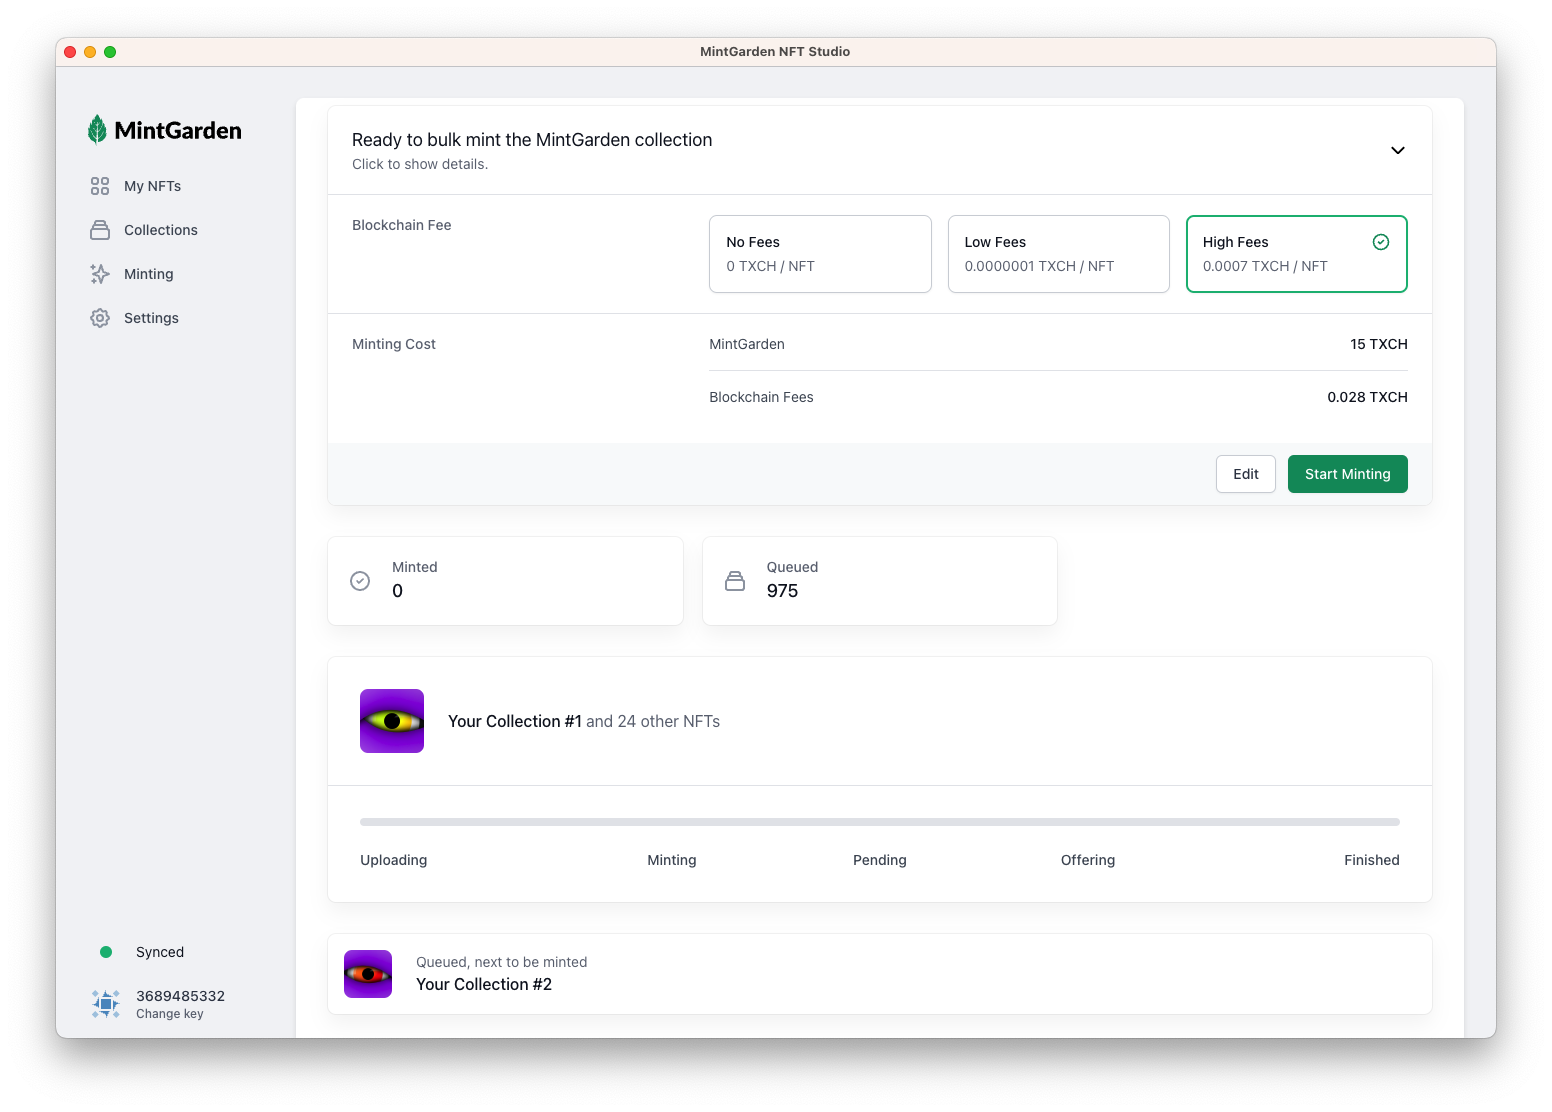 MintGarden NFT Studio
MintGarden
My NFTs
Collections
Minting
Settings
Synced
3689485332
Change key
Ready to bulk mint the MintGarden collection
Click to show details.
Blockchain Fee
No Fees
0 TXCH / NFT
Low Fees
0.0000001 TXCH / NFT
High Fees
0.0007 TXCH / NFT
Minting Cost
MintGarden
15 TXCH
Blockchain Fees
0.028 TXCH
Edit
Start Minting
Minted
0
Queued
975
Your Collection #1 and 24 other NFTs
Uploading
Minting
Pending
Offering
Finished
Queued, next to be minted
Your Collection #2